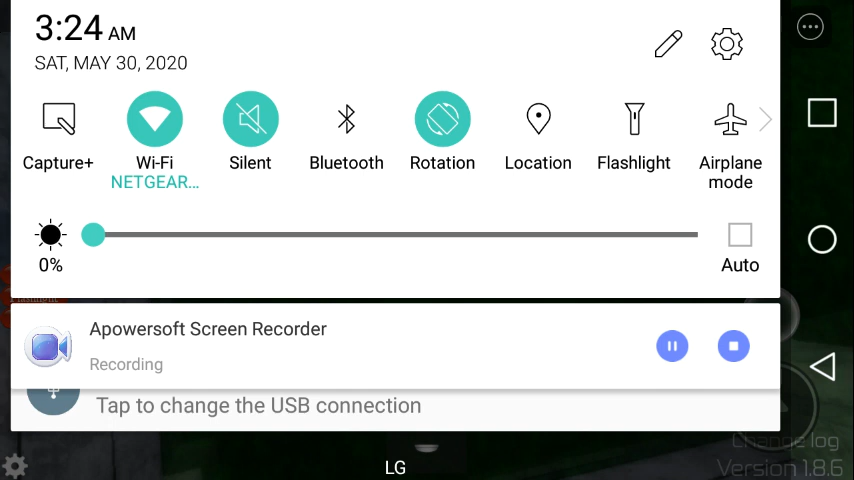 3:24 AM
SAT, MAY 30, 2020
Capture+
Wi-Fi
NETGEAR...
Silent
Bluetooth
Rotation
Location
Flashlight
Airplane
mode
0%
Auto
Flashlight
Apowersoft Screen Recorder
Recording
Tap to change the USB connection
Change log
LG
Version 1.8.6